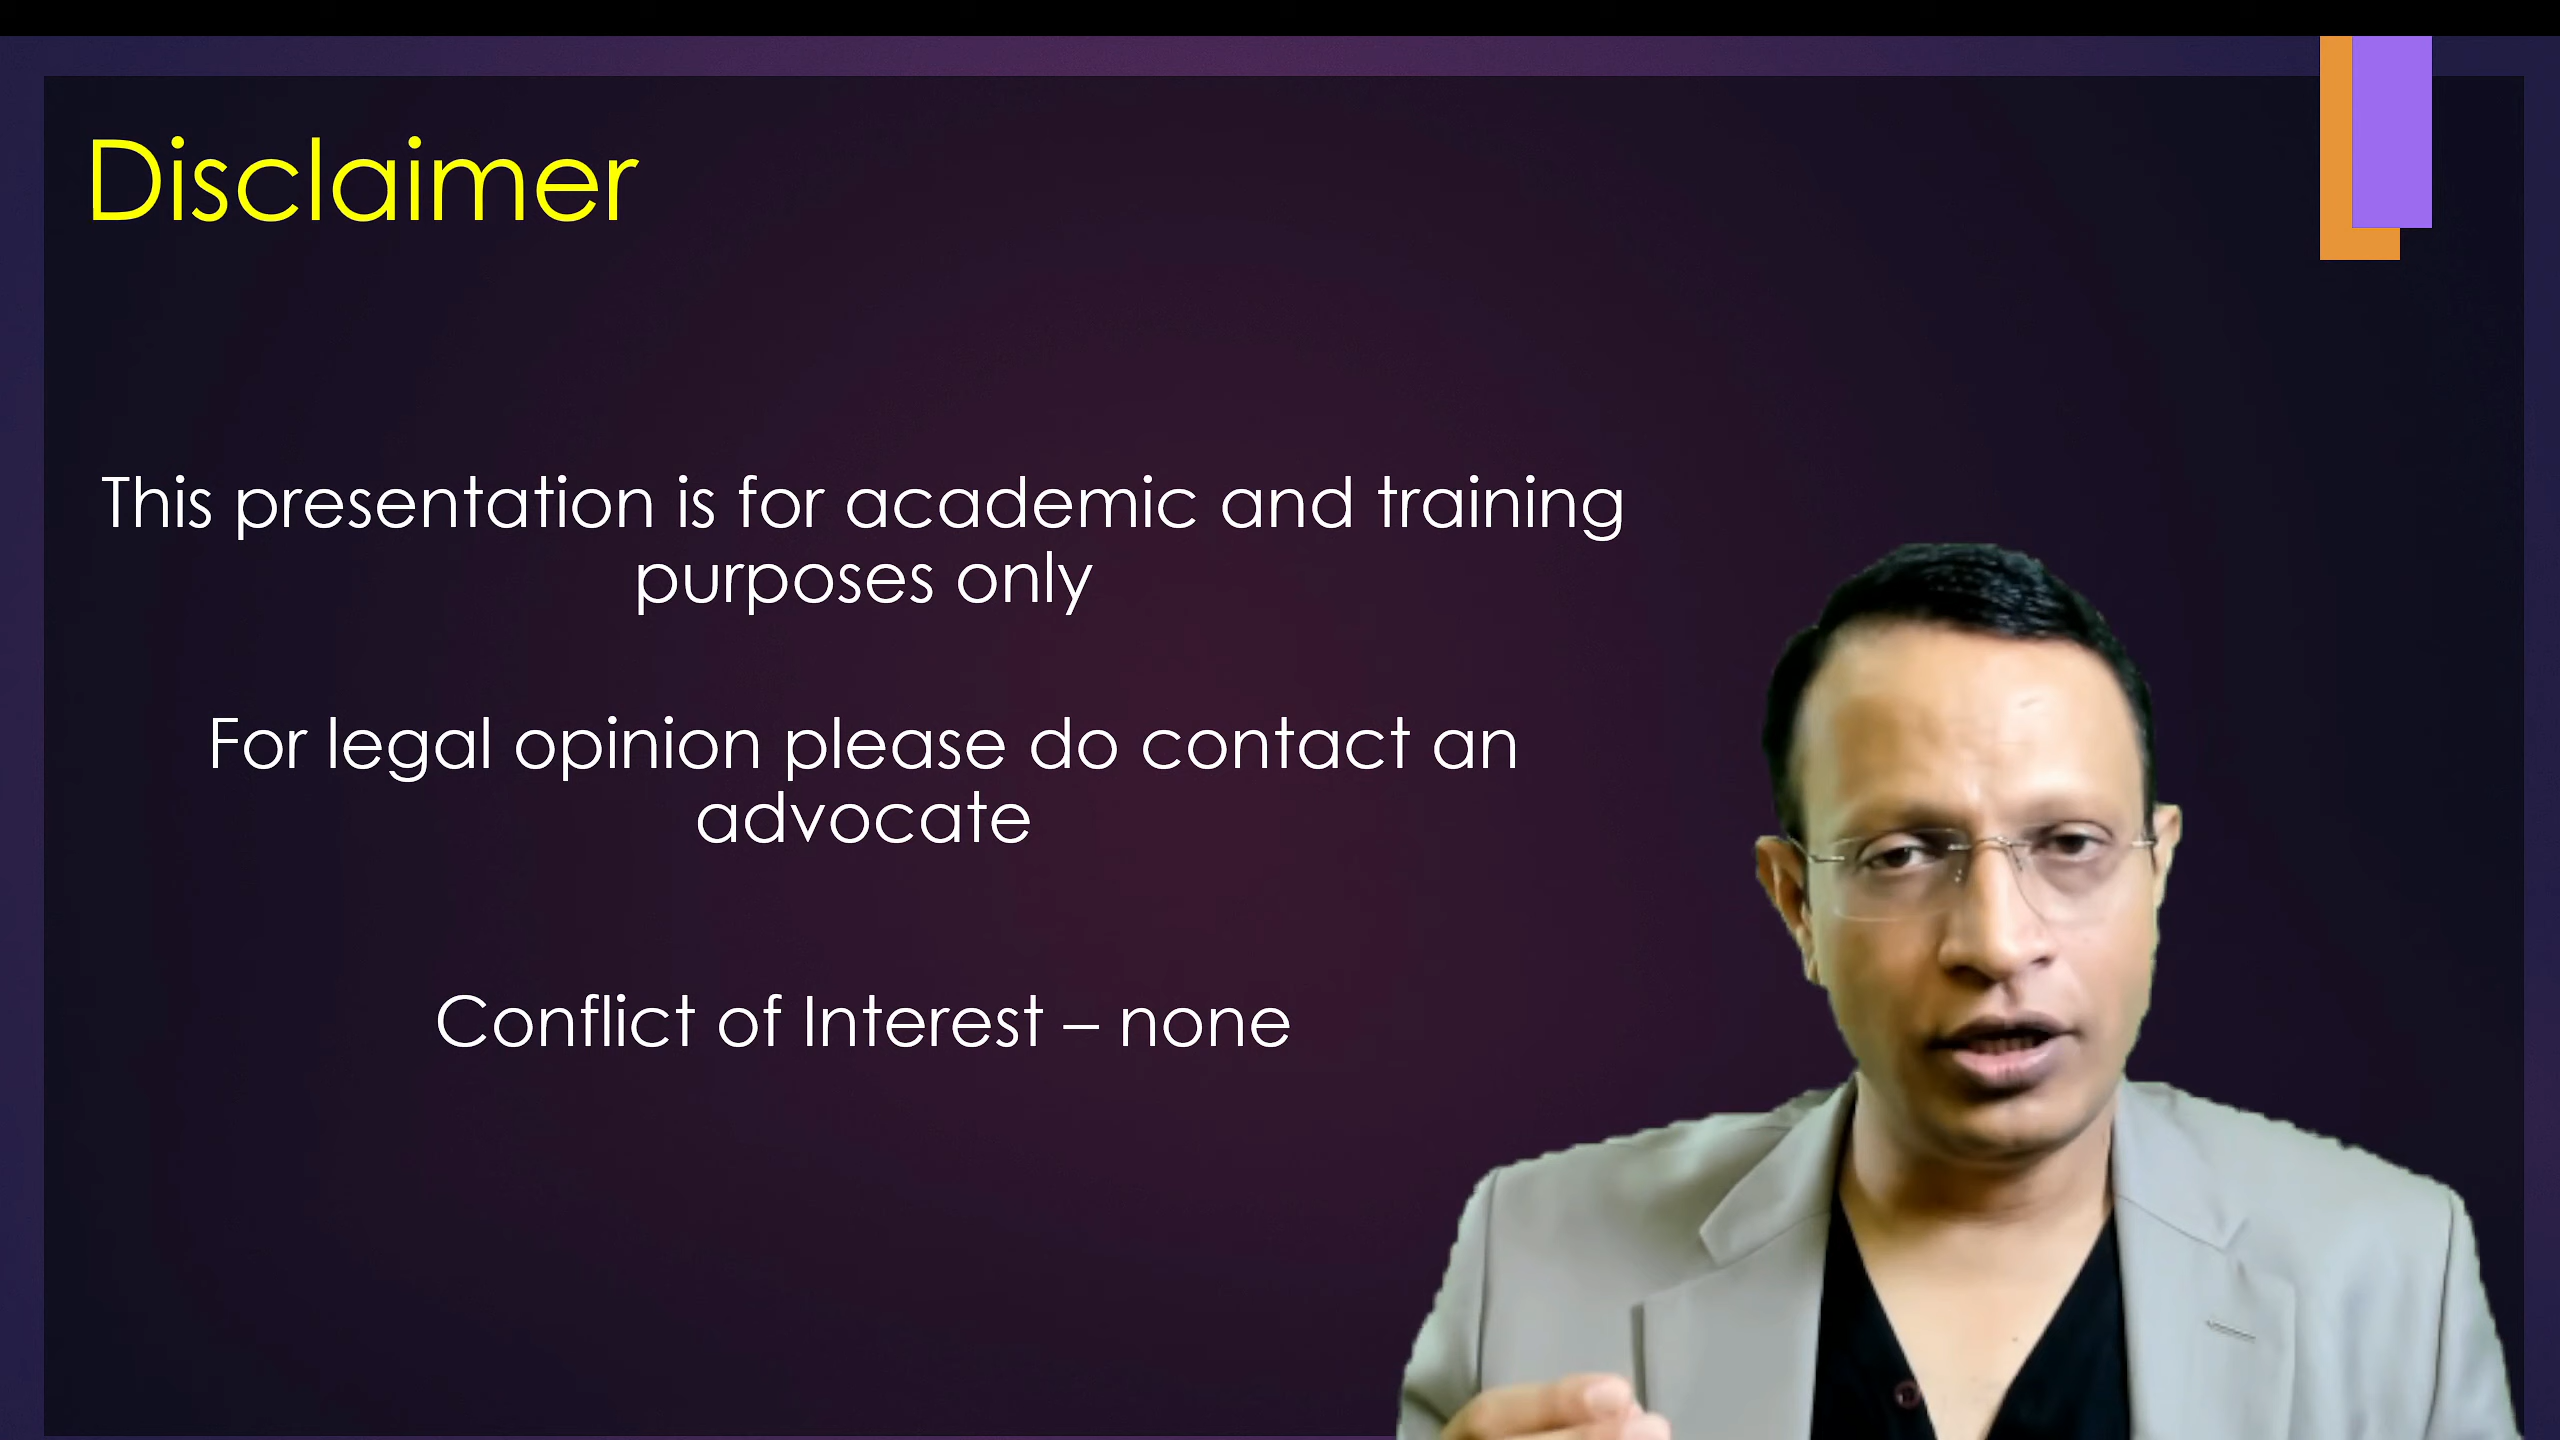 Disclaimer
This presentation is for academic and training
purposes only
For legal opinion please do contact an
advocate
Conflict of Interest – none